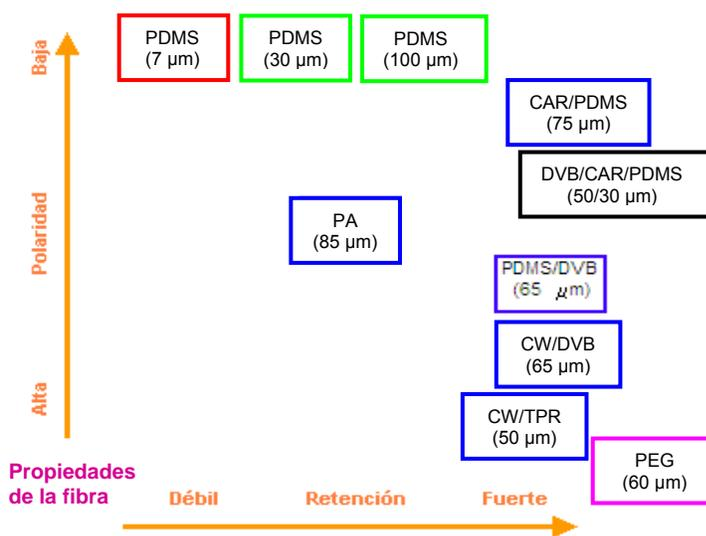 PDMS
(7 µm)
PDMS
(30 µm)
PDMS
(100 µm)
CAR/PDMS
(75 µm)
DVB/CAR/PDMS
(50/30 µm)
PA
(85 µm)
PDMS/DVB
(65 µm)
CW/DVB
(65 µm)
CW/TPR
(50 µm)
PEG
(60 µm)
Baja
Polaridad
Alta
Propiedades
de la fibra
Débil
Retención
Fuerte